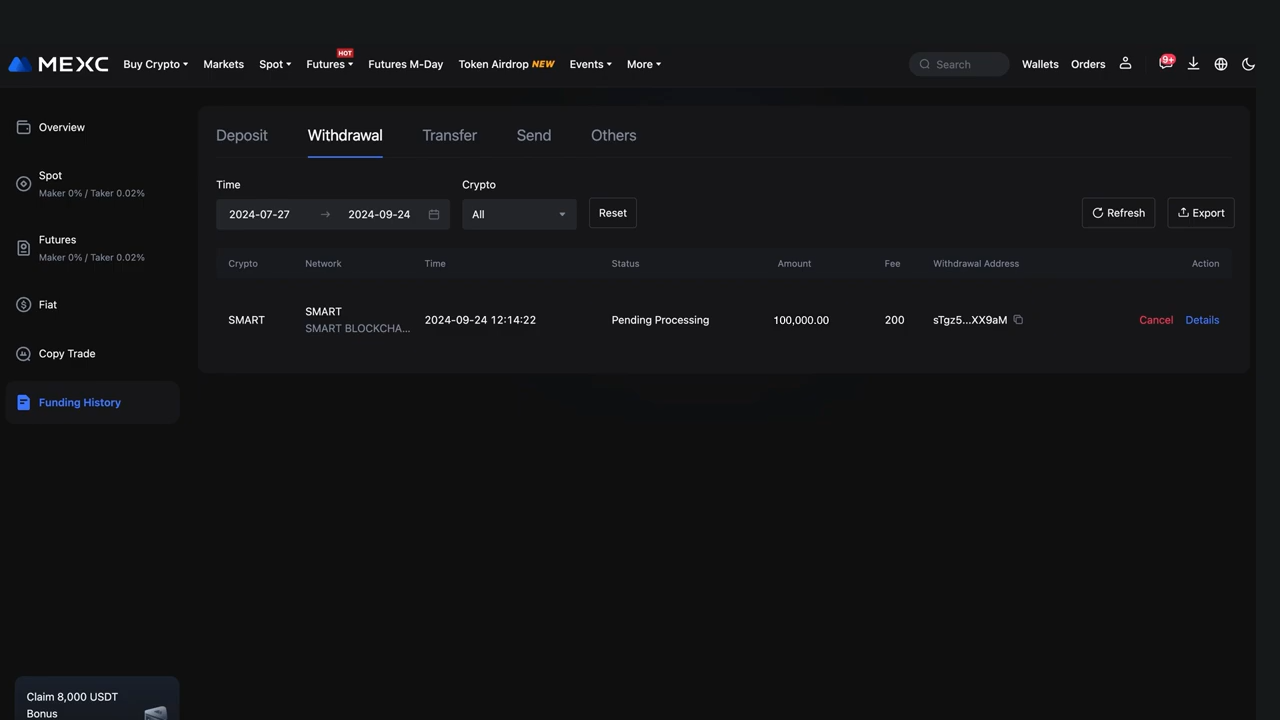 MEXC Buy Crypto Markets Spot Futures HOT Futures M-Day Token Airdrop NEW Events More Search Wallets Orders 9+
Overview
Spot
Maker 0% / Taker 0.02%
Futures
Maker 0% / Taker 0.02%
Fiat
Copy Trade
Funding History
Claim 8,000 USDT
Bonus
Deposit Withdrawal Transfer Send Others
Time Crypto
2024-07-27 → 2024-09-24 All Reset Refresh Export
Crypto Network Time Status Amount Fee Withdrawal Address Action
SMART SMART 2024-09-24 12:14:22 Pending Processing 100,000.00 200 sTgz5...XX9aM Cancel Details
SMART BLOCKCHA...